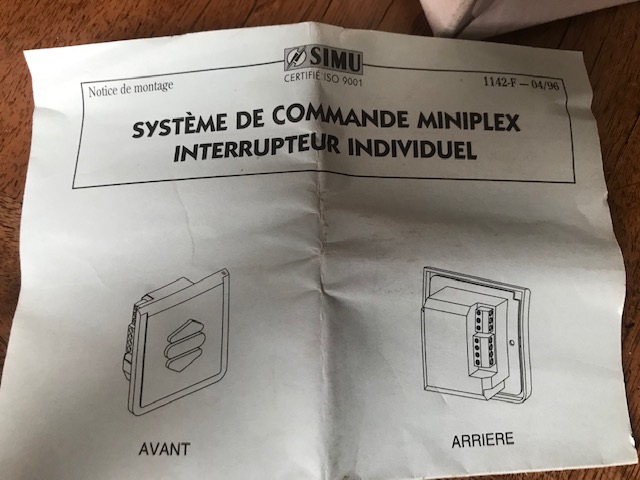 SIMU
CERTIFIÉ ISO 9001
Notice de montage
1142-F — 04/96
SYSTÈME DE COMMANDE MINIPLEX
INTERRUPTEUR INDIVIDUEL
AVANT
ARRIERE